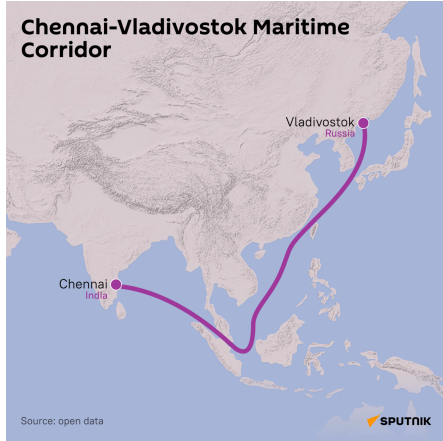 Chennai-Vladivostok Maritime
Corridor
Vladivostok
Russia
Chennai
India
Source: open data
SPUTNIK